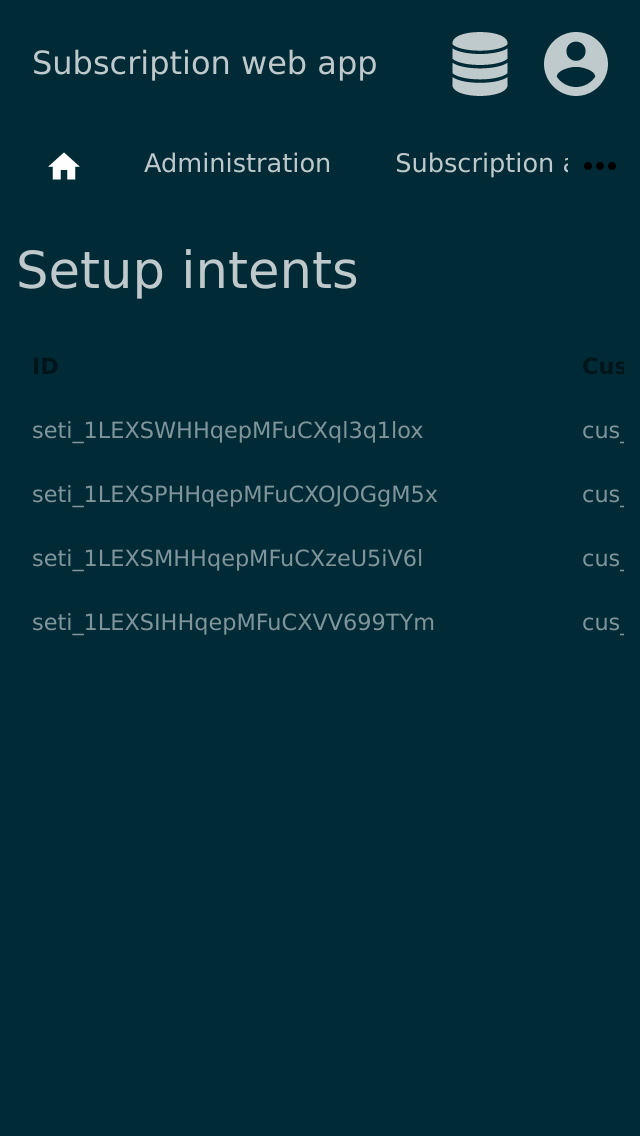 Subscription web app
Administration Subscription
Setup intents
ID Cus
seti_1LEXSWHHqepMFuCXql3q1lox cus_
seti_1LEXSPHHqepMFuCXOJOGgM5x cus_
seti_1LEXSMHHqepMFuCXzeU5iV6l cus_
seti_1LEXSIHHqepMFuCXVV699TYm cus_